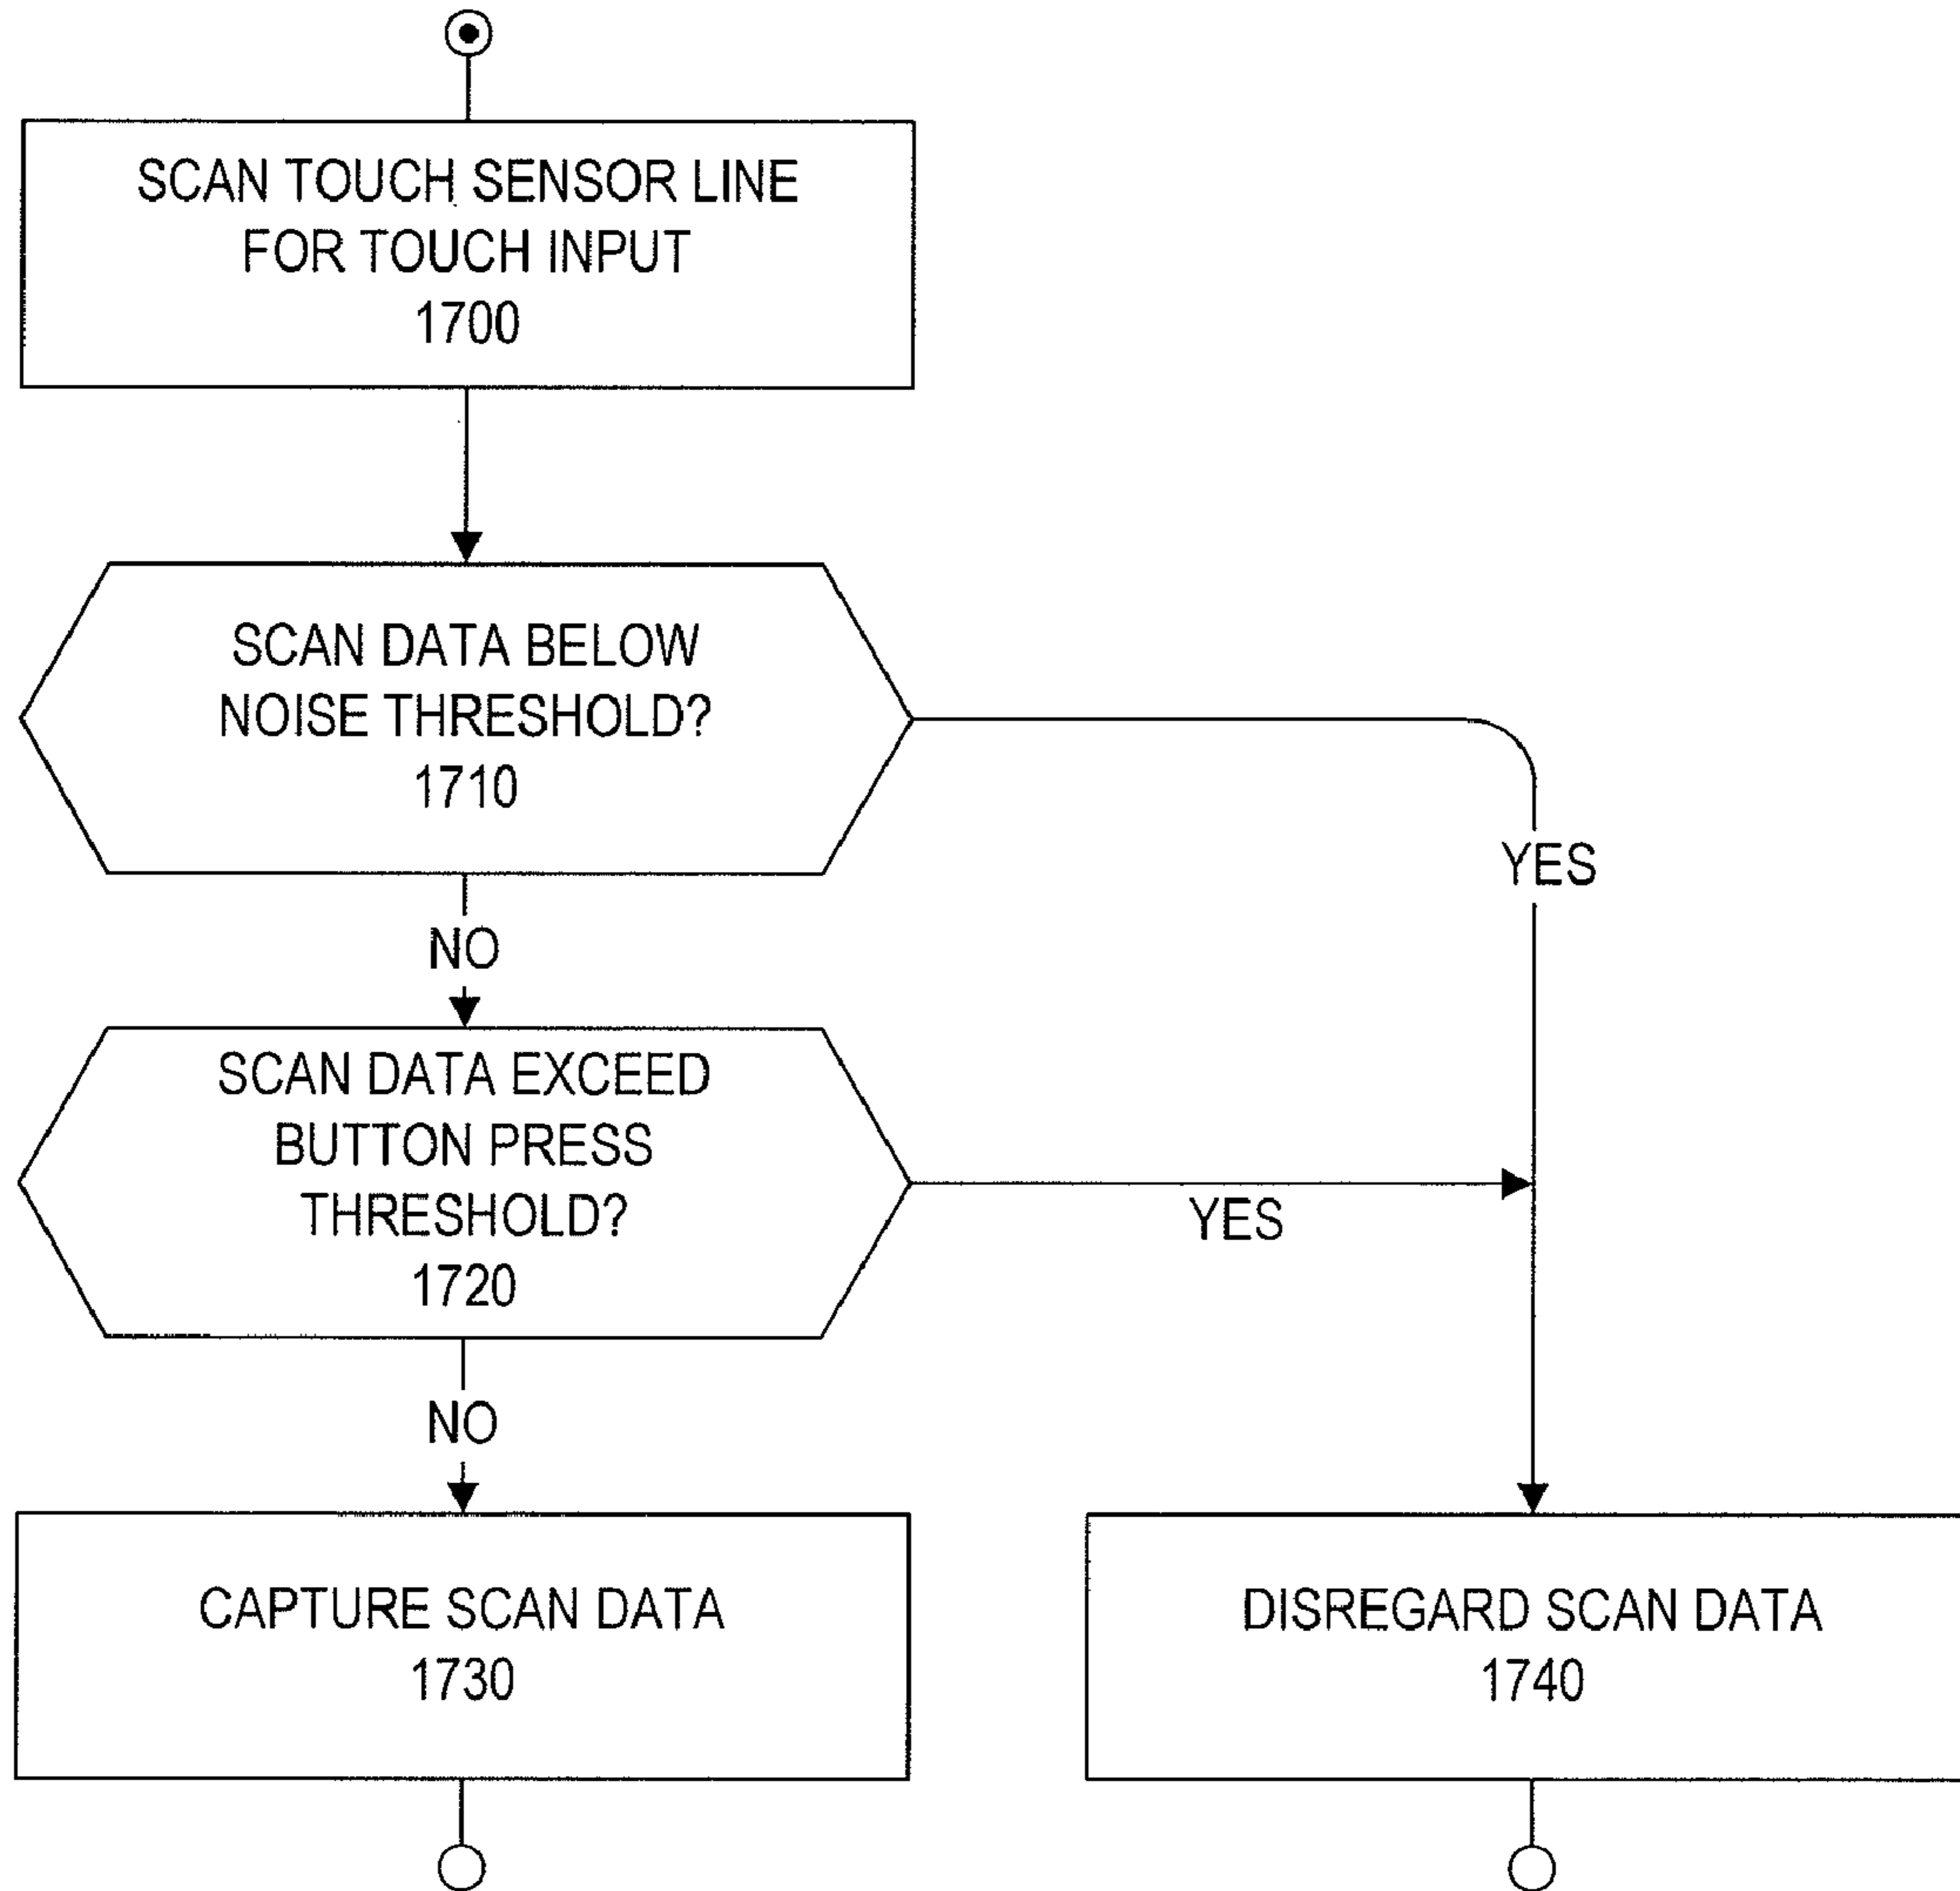 SCAN TOUCH SENSOR LINE
FOR TOUCH INPUT
1700
SCAN DATA BELOW
NOISE THRESHOLD?
1710
YES
NO
SCAN DATA EXCEED
BUTTON PRESS
THRESHOLD?
1720
YES
NO
CAPTURE SCAN DATA
1730
DISREGARD SCAN DATA
1740